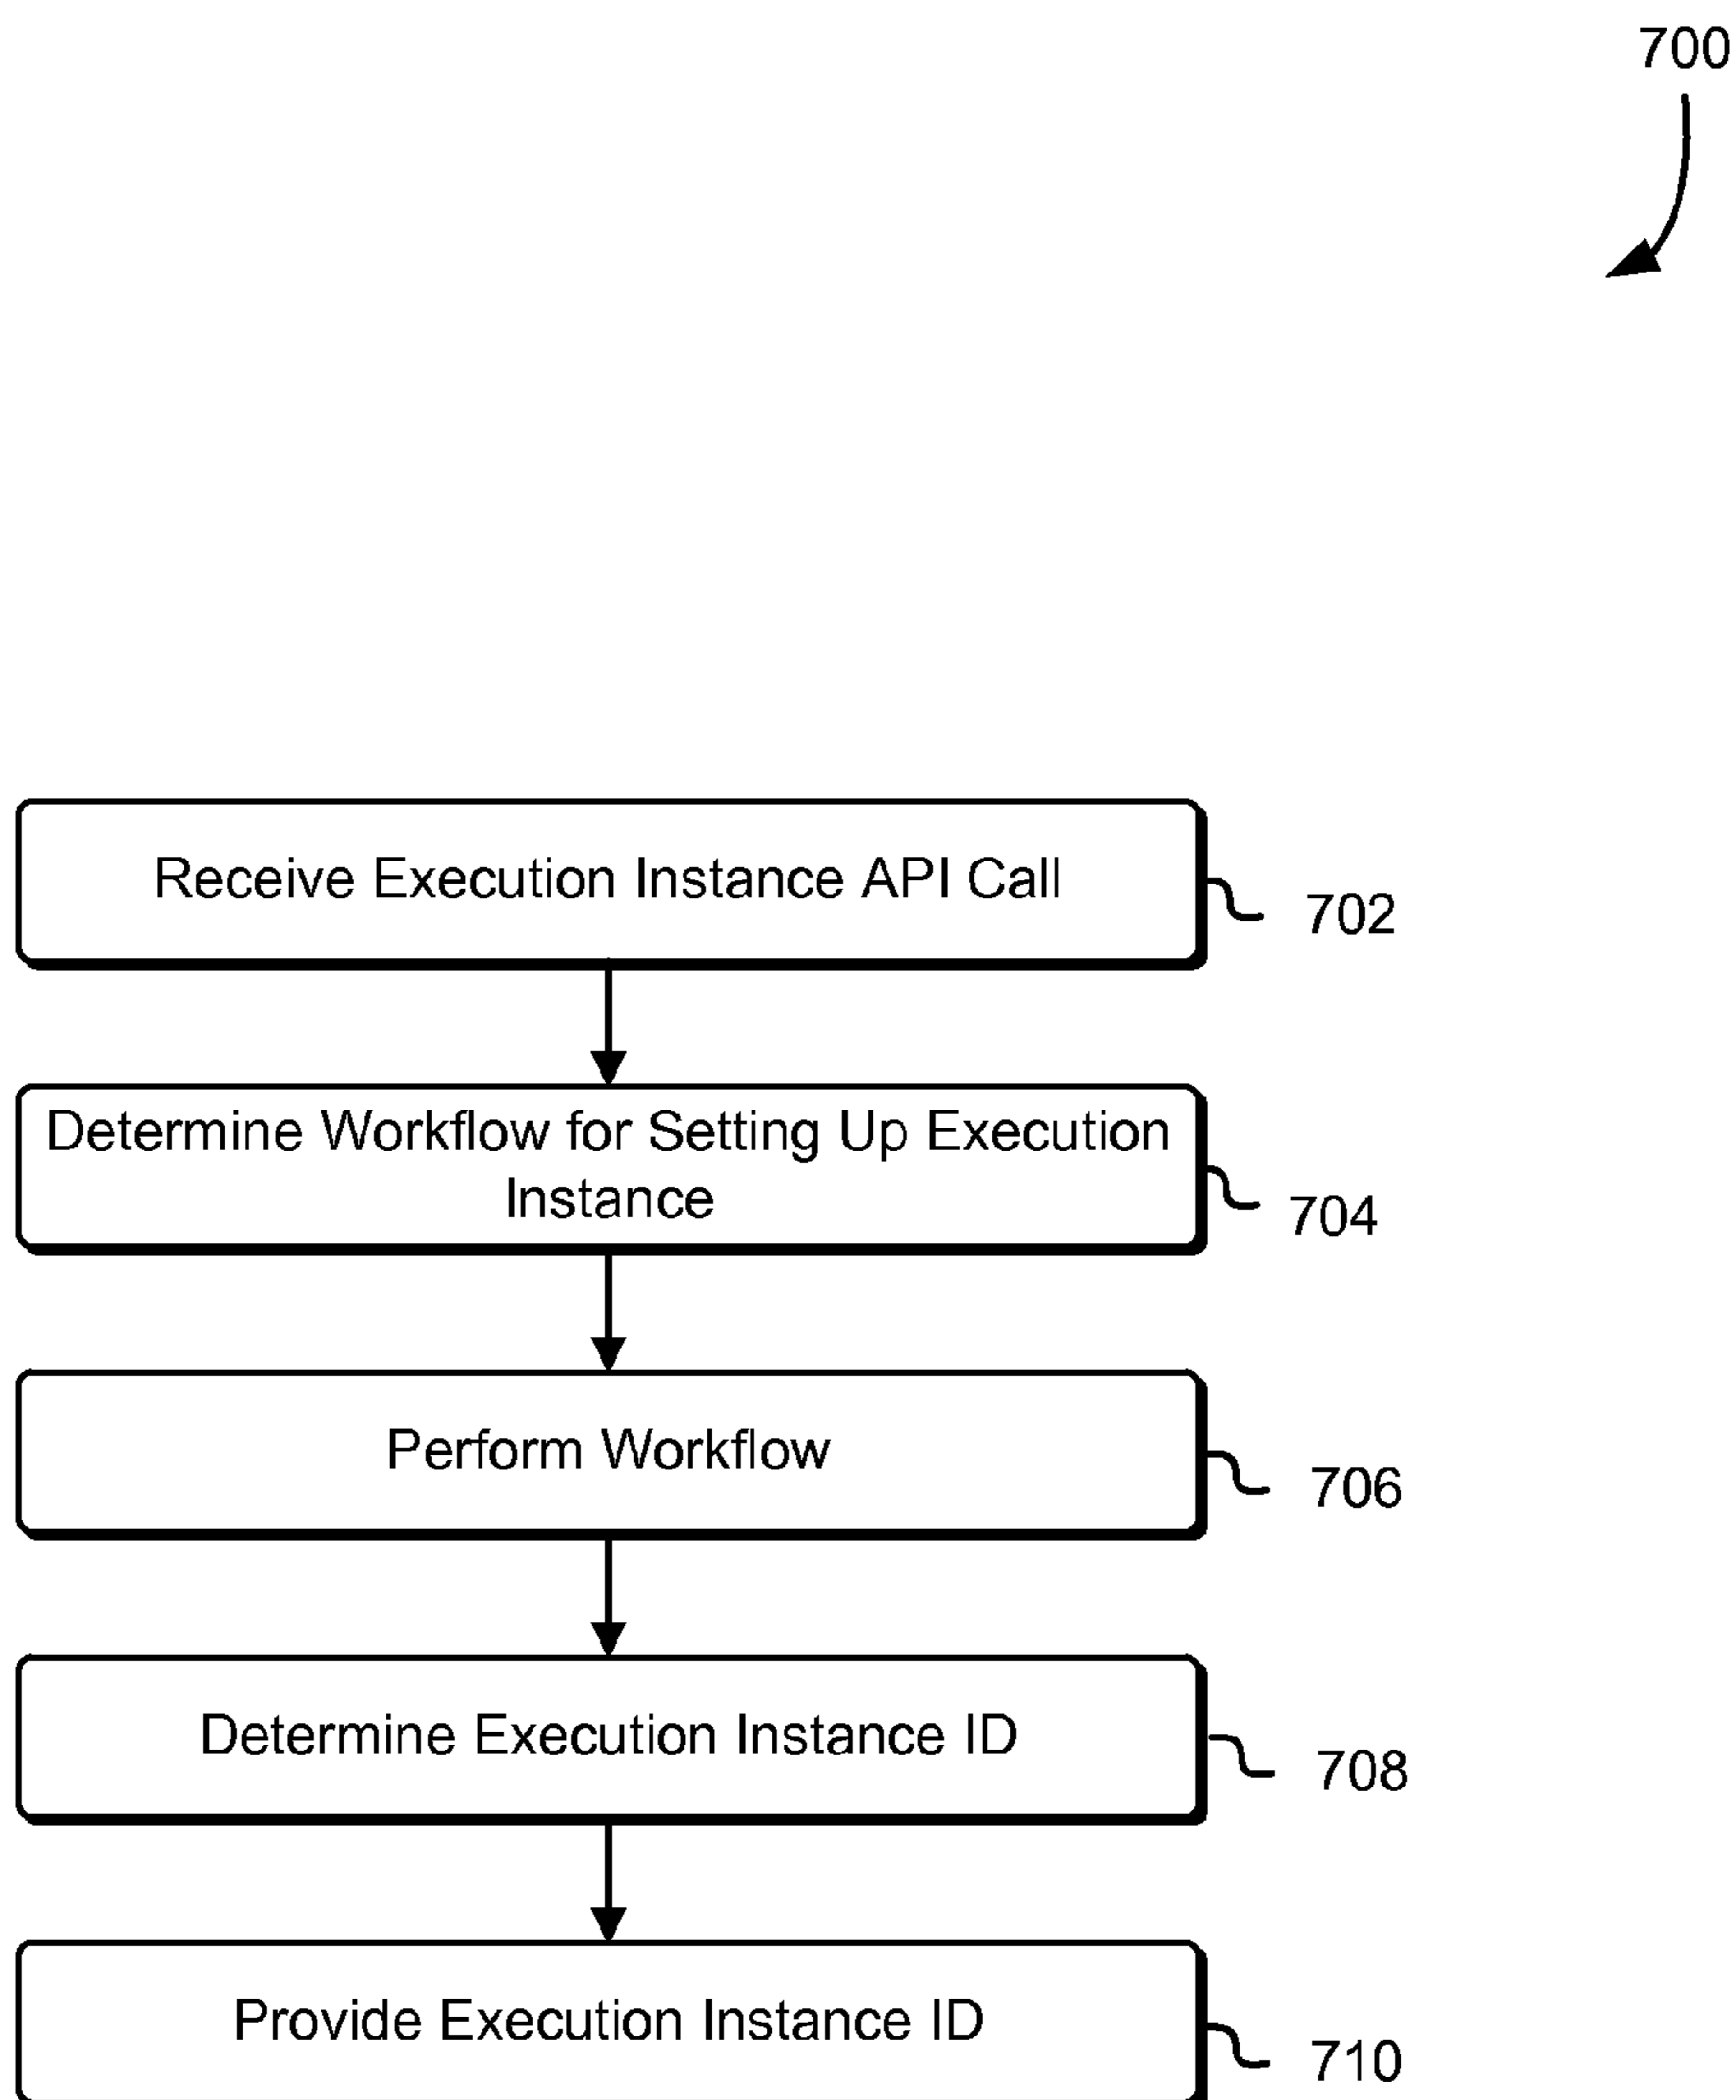 700
Receive Execution Instance API Call
702
Determine Workflow for Setting Up Execution
Instance
704
Perform Workflow
706
Determine Execution Instance ID
708
Provide Execution Instance ID
710